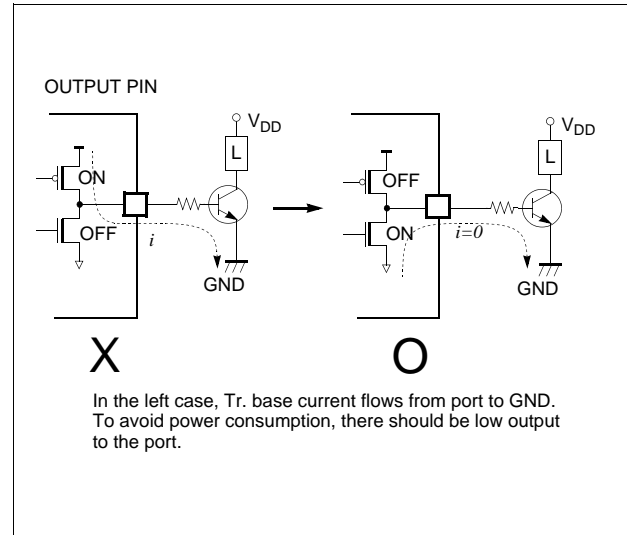 OUTPUT PIN
ON
OFF
i
VDD
L
GND
OFF
ON
i=0
VDD
L
GND
X
O
In the left case, Tr. base current flows from port to GND.
To avoid power consumption, there should be low output
to the port.